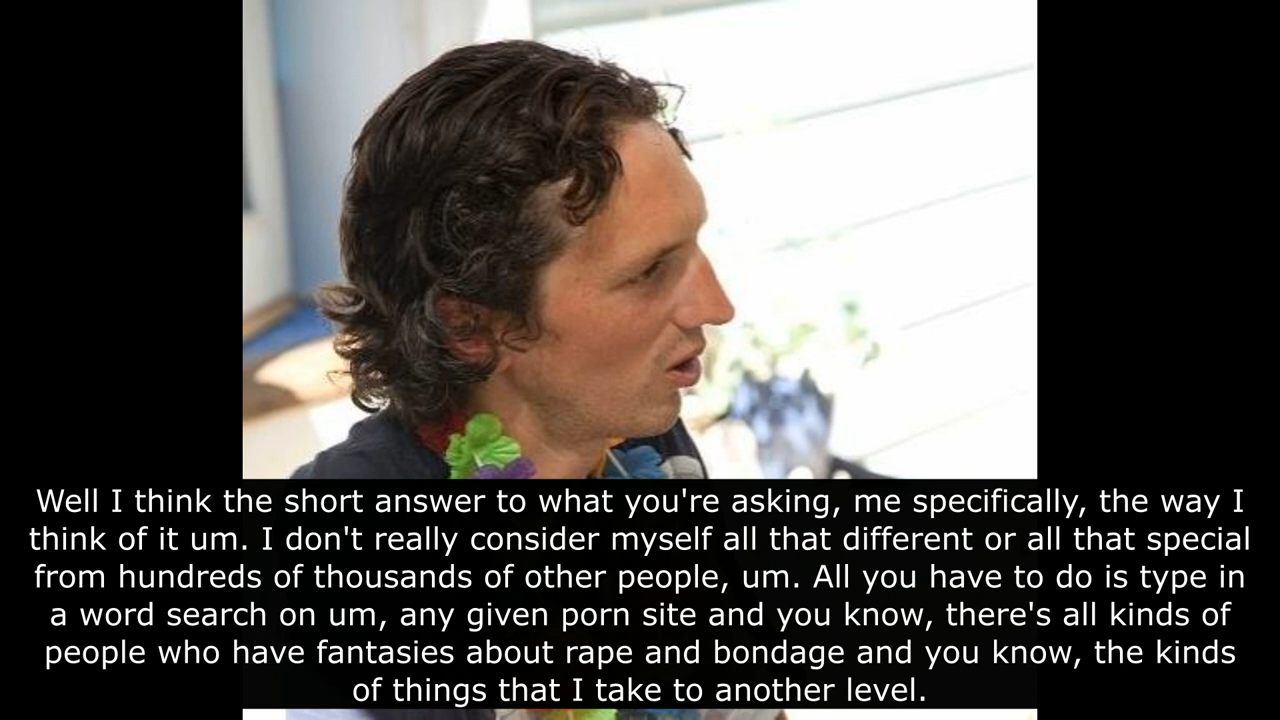 Well I think the short answer to what you're asking, me specifically, the way I
think of it um. I don't really consider myself all that different or all that special
from hundreds of thousands of other people, um. All you have to do is type in
a word search on um, any given porn site and you know, there's all kinds of
people who have fantasies about rape and bondage and you know, the kinds
of things that I take to another level.